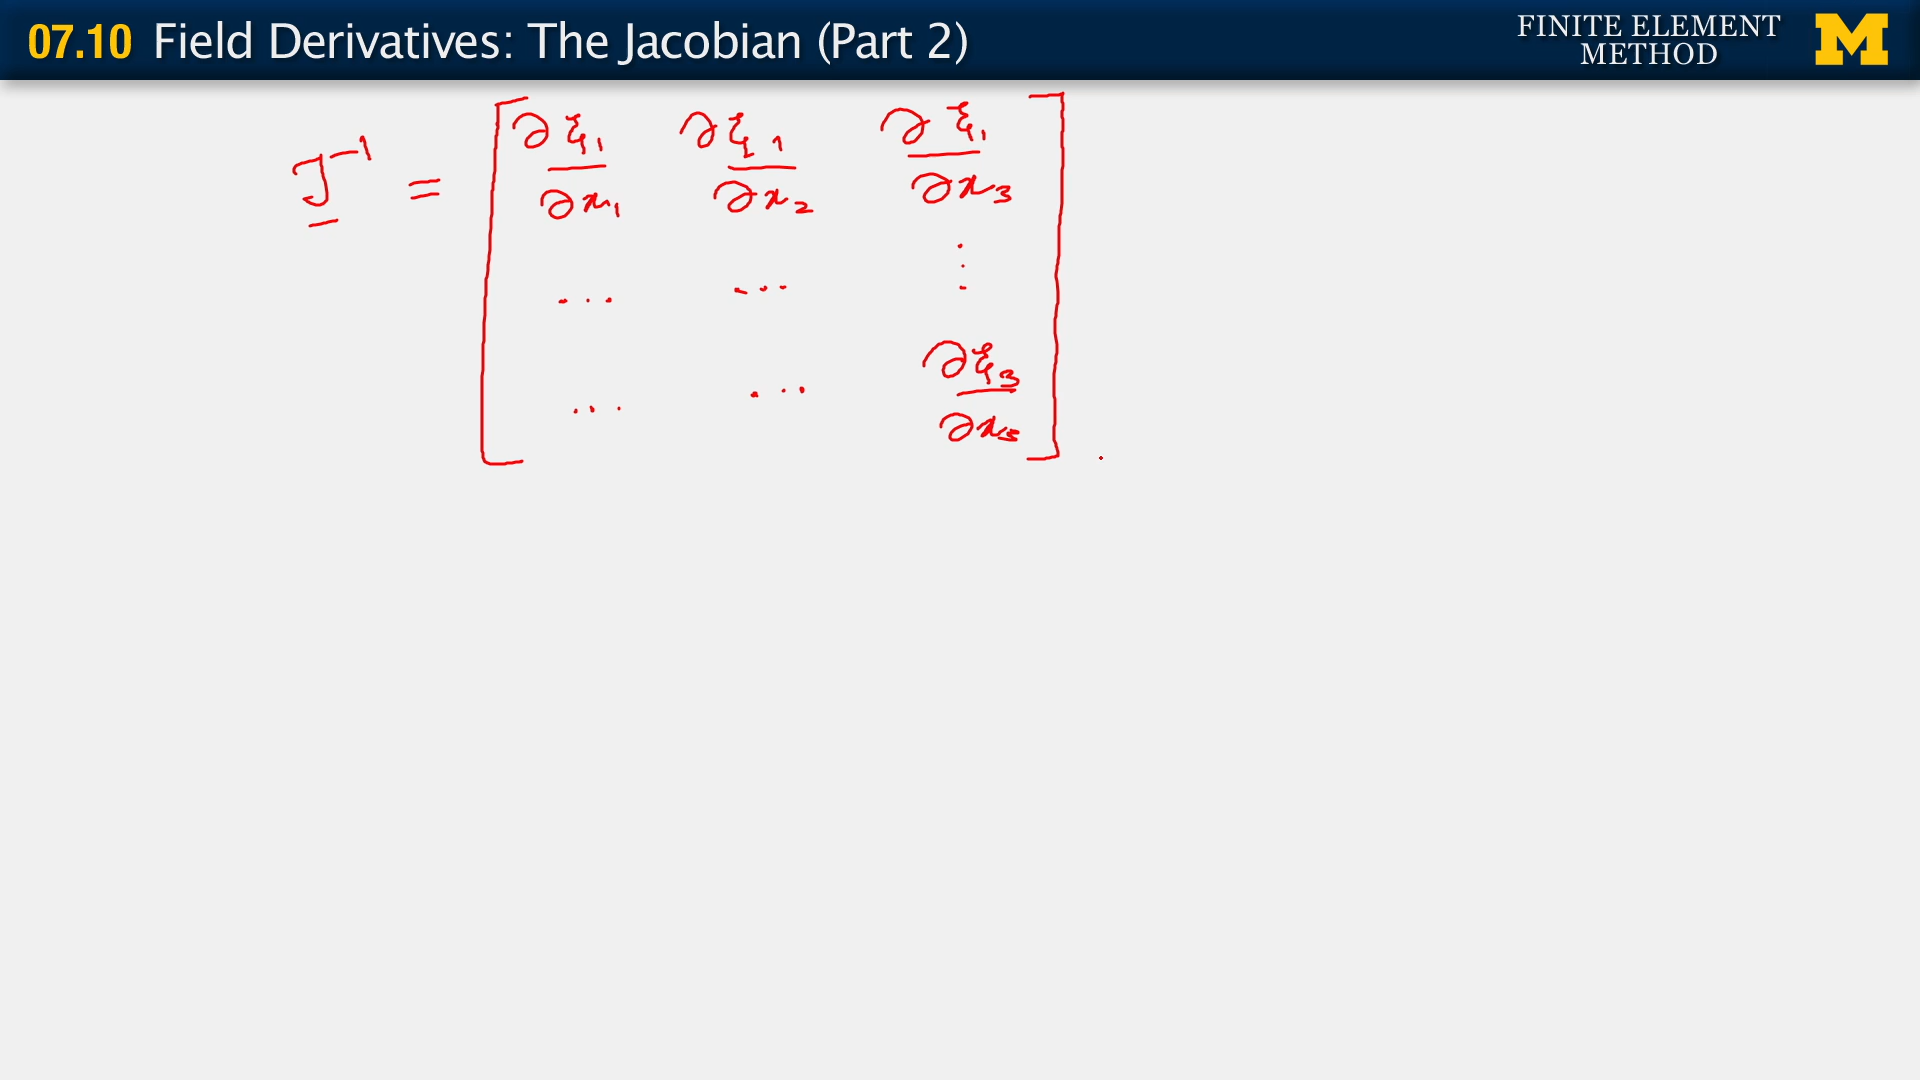 07.10 Field Derivatives: The Jacobian (Part 2)
FINITE ELEMENT
METHOD
M
J⁻¹ = [ ∂ξ₁ ∂ξ₁ ∂ξ₁ ]
∂x₁ ∂x₂ ∂x₃
... ... ⋮
... ... ∂ξ₃
∂x₃ .